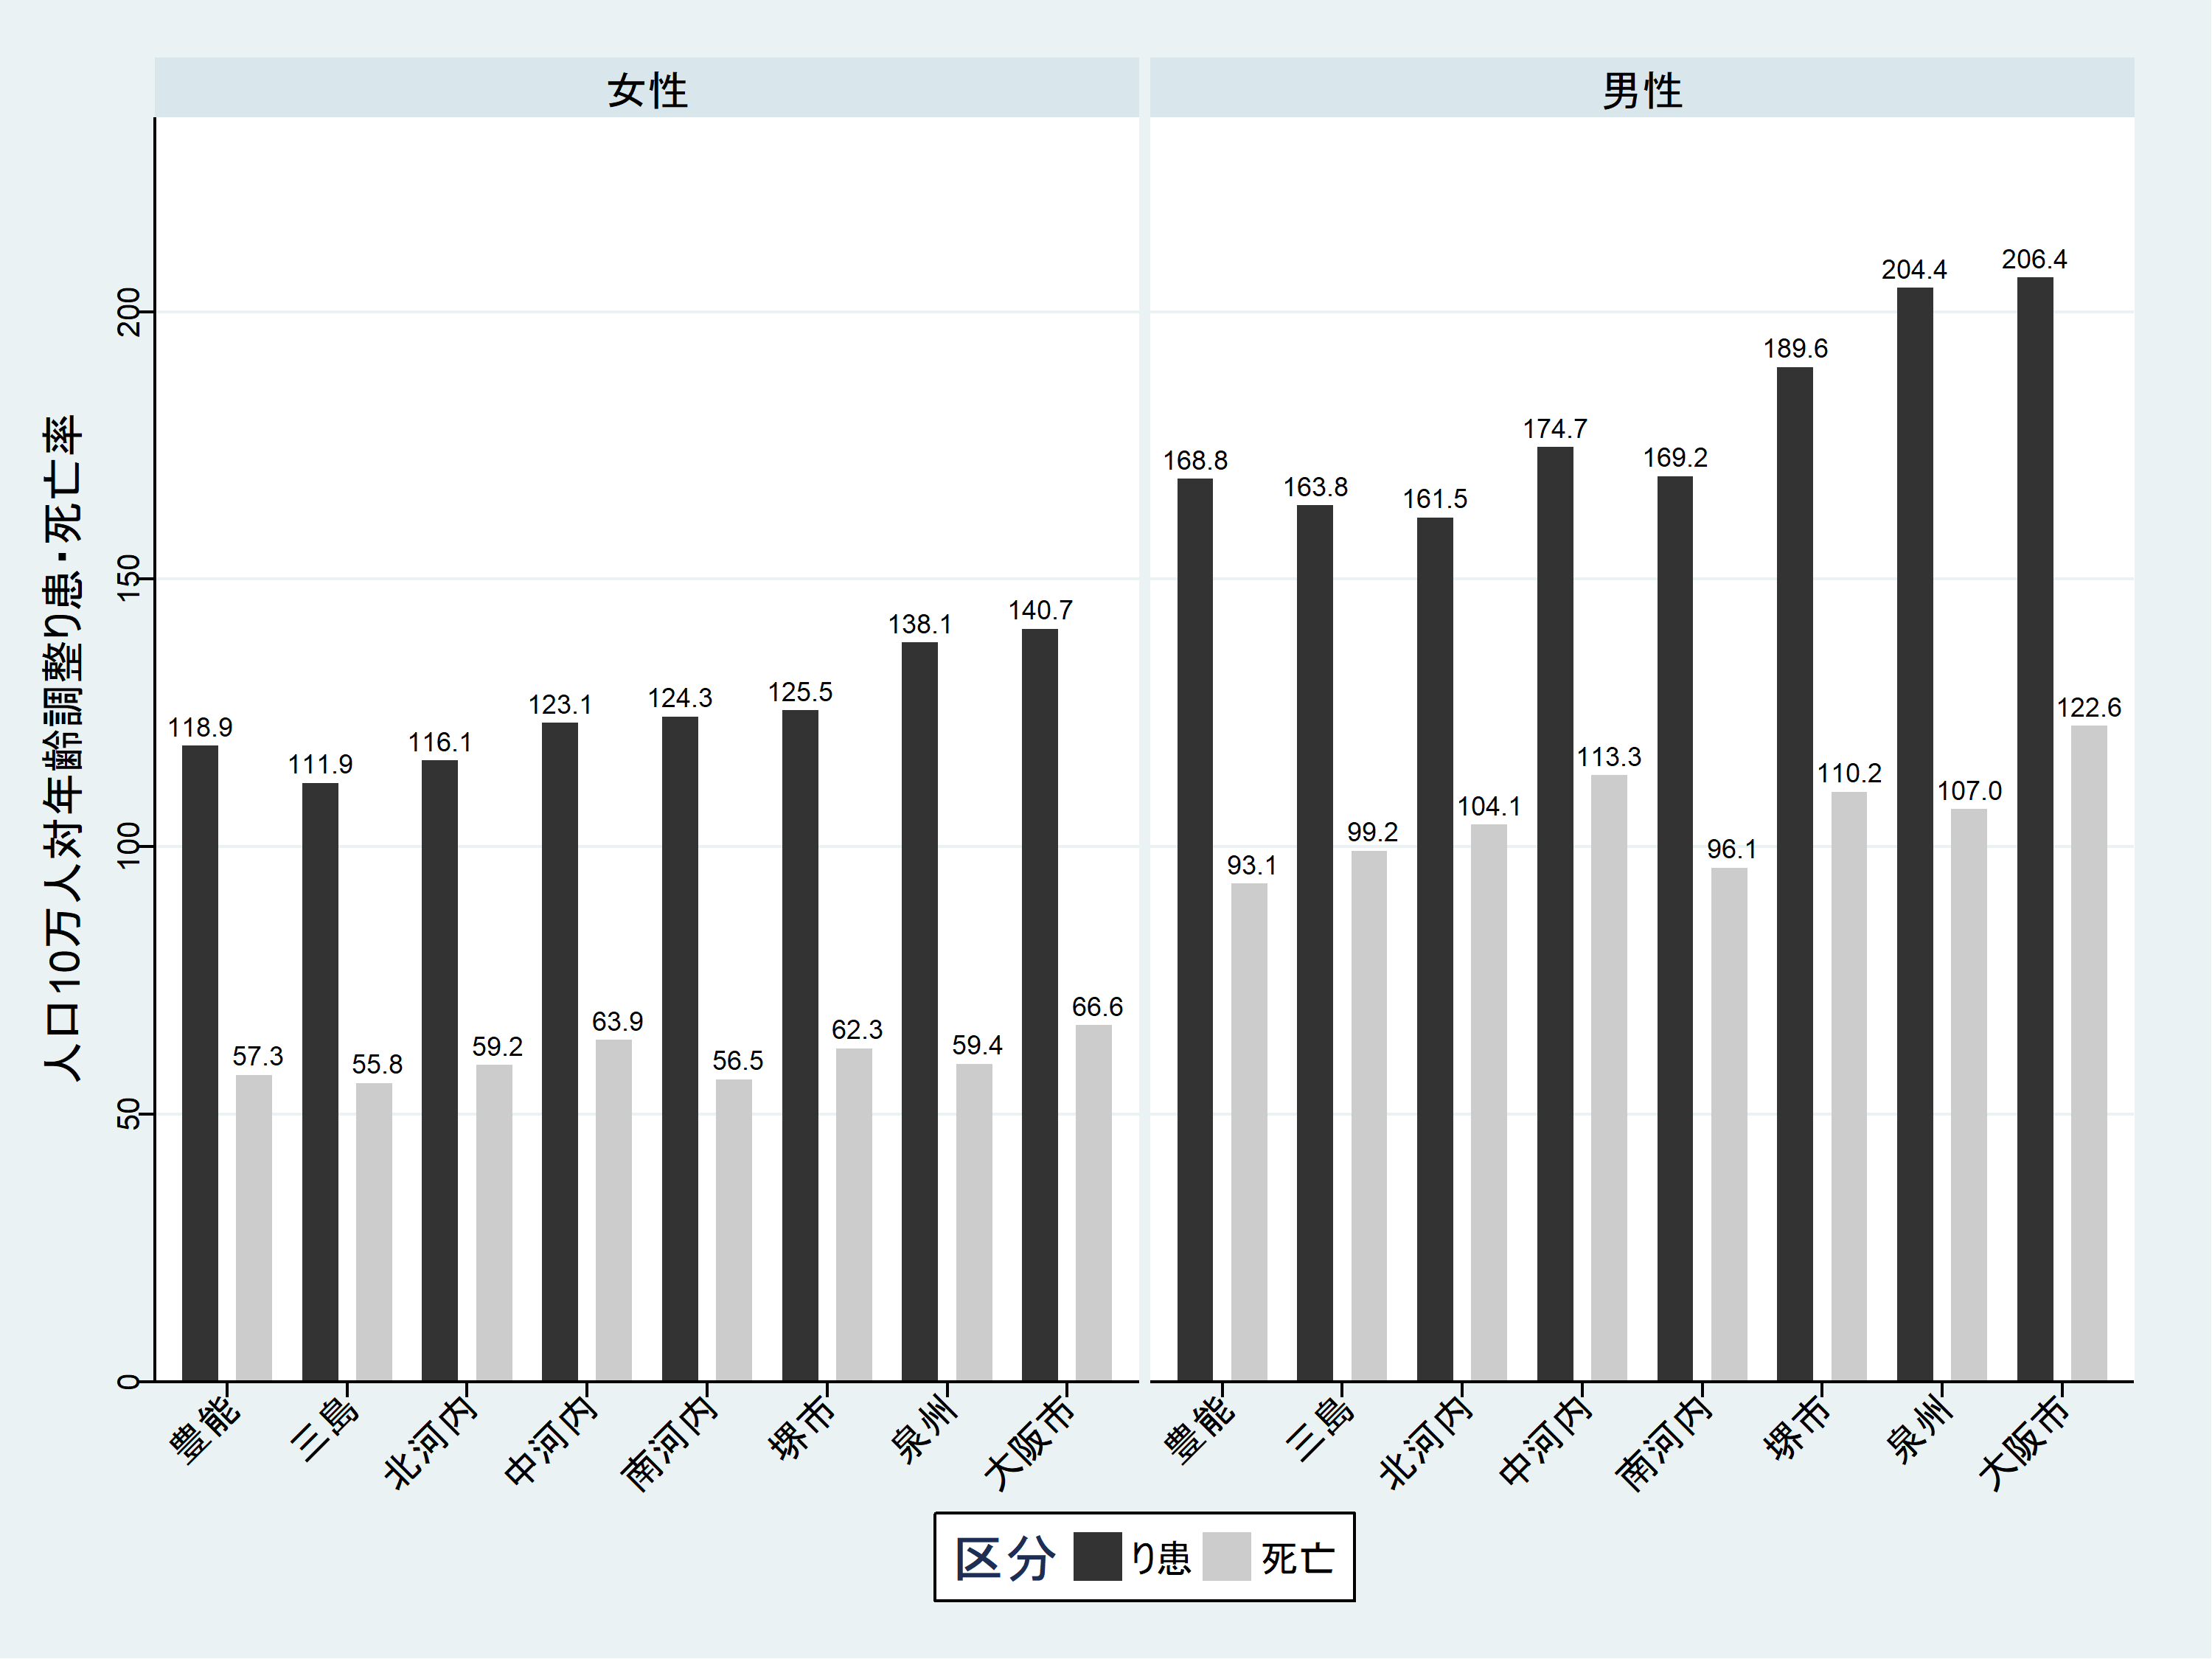 女性
男性
人口10万人対年齢調整り患・死亡率
200
150
100
50
0
118.9
57.3
111.9
55.8
116.1
59.2
123.1
63.9
124.3
56.5
125.5
62.3
138.1
59.4
140.7
66.6
168.8
93.1
163.8
99.2
161.5
104.1
174.7
113.3
169.2
96.1
189.6
110.2
204.4
107.0
206.4
122.6
豊能
三島
北河内
中河内
南河内
堺市
泉州
大阪市
豊能
三島
北河内
中河内
南河内
堺市
泉州
大阪市
区分 り患 死亡